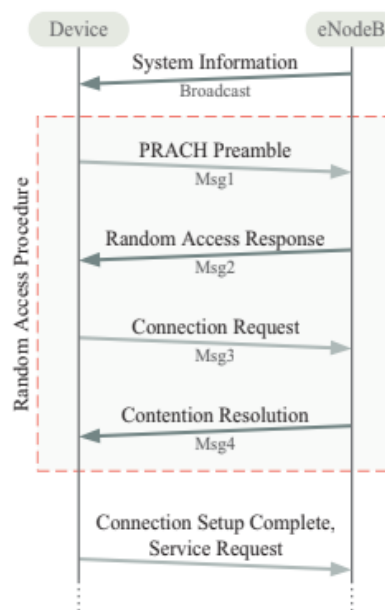 Device
eNodeB
System Information
Broadcast
Random Access Procedure
PRACH Preamble
Msg1
Random Access Response
Msg2
Connection Request
Msg3
Contention Resolution
Msg4
Connection Setup Complete,
Service Request